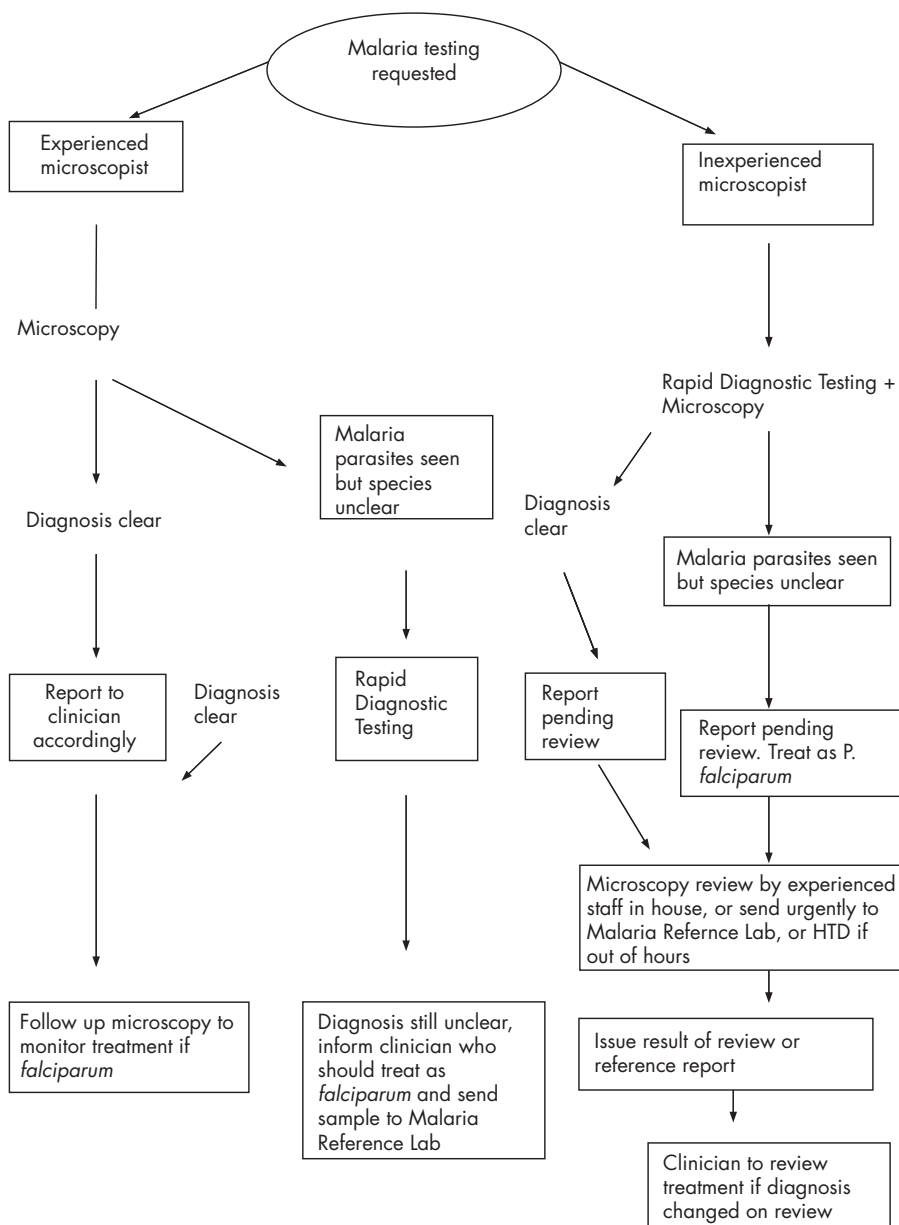 Malaria testing
requested
Experienced
microscopist
Inexperienced
microscopist
Microscopy
Rapid Diagnostic Testing +
Microscopy
Malaria
parasites seen
but species
unclear
Diagnosis
clear
Diagnosis clear
Malaria parasites seen
but species unclear
Report to
clinician
accordingly
Diagnosis
clear
Rapid
Diagnostic
Testing
Report
pending
review
Report pending
review. Treat as P.
falciparum
Microscopy review by experienced
staff in house, or send urgently to
Malaria Refernce Lab, or HTD if
out of hours
Follow up microscopy to
monitor treatment if
falciparum
Diagnosis still unclear,
inform clinician who
should treat as
falciparum and send
sample to Malaria
Reference Lab
Issue result of review or
reference report
Clinician to review
treatment if diagnosis
changed on review